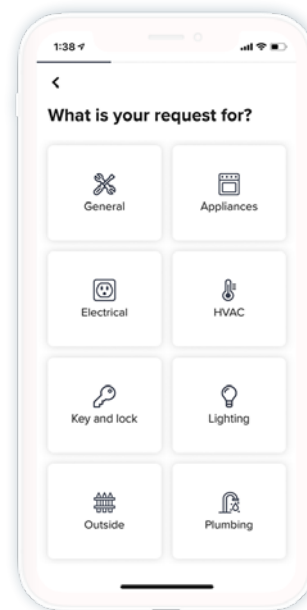 1:38
What is your request for?
General
Appliances
Electrical
HVAC
Key and lock
Lighting
Outside
Plumbing